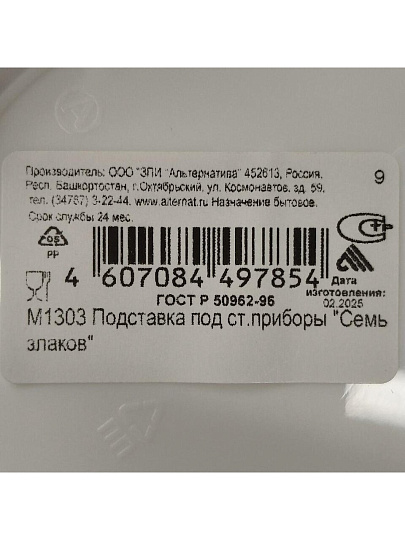 Производитель: ООО "ЗПИ "Альтернатива" 452613, Россия,
9
Респ. Башкортостан, г.Октябрьский, ул. Космонавтов, зд. 59,
тел. (34767) 3-22-44. www.alternat.ru Назначение бытовое.
Срок службы 24 мес.
05
PP
4 607084 497854
Дата
изготовления:
02.2025
ГОСТ Р 50962-96
М1303 Подставка под ст.приборы "Семь
злаков"